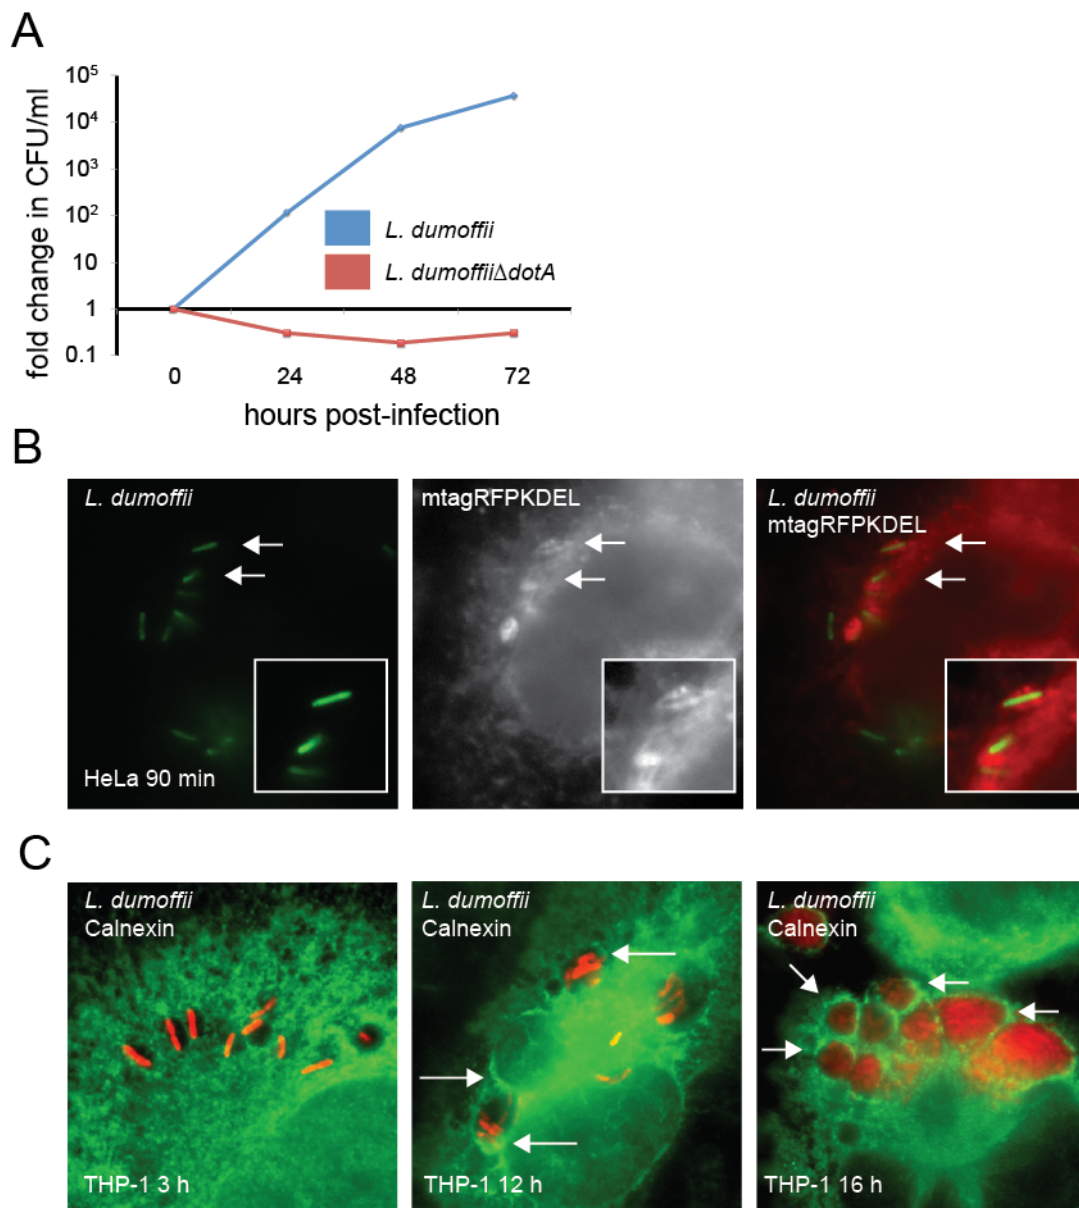 A
fold change in CFU/ml
10⁵
10⁴
10³
10²
10
1
0.1
L. dumoffii
L. dumoffiiΔdotA
0 24 48 72
hours post-infection
B
L. dumoffii
HeLa 90 min
mtagRFPKDEL
L. dumoffii
mtagRFPKDEL
C
L. dumoffii
Calnexin
THP-1 3 h
L. dumoffii
Calnexin
THP-1 12 h
L. dumoffii
Calnexin
THP-1 16 h